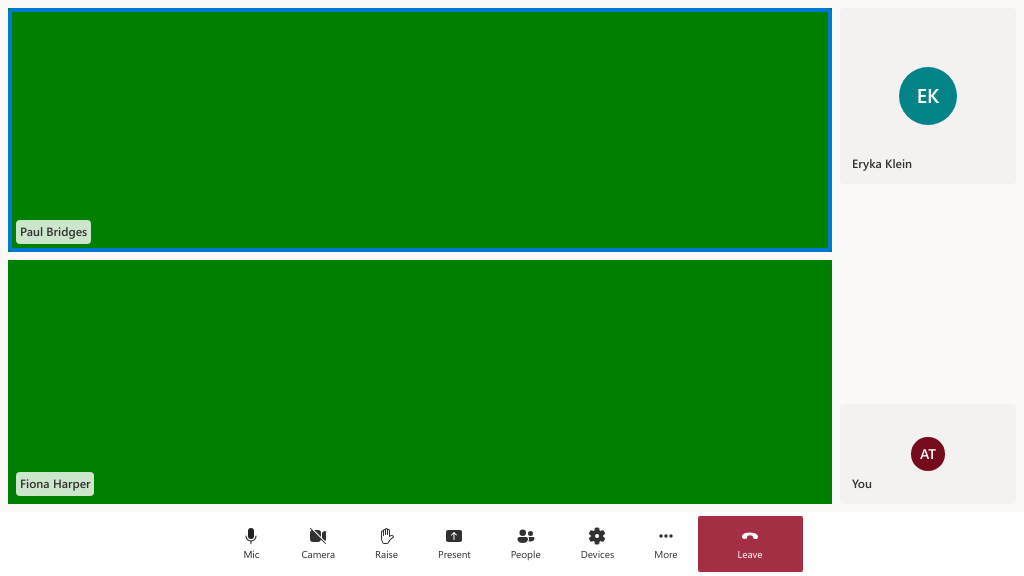 EK
Eryka Klein
Paul Bridges
Fiona Harper
AT
You
Mic
Camera
Raise
Present
People
Devices
More
Leave